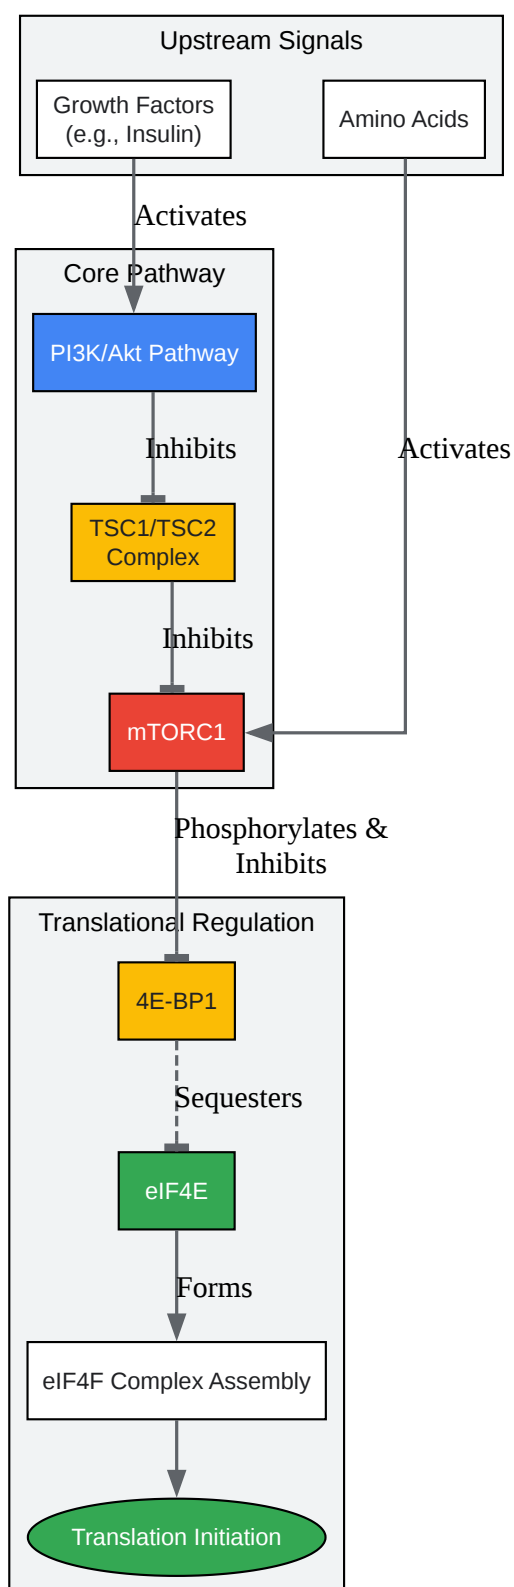 Upstream Signals
Growth Factors
(e.g., Insulin)
Amino Acids
Activates
Core Pathway
PI3K/Akt Pathway
Inhibits
Activates
TSC1/TSC2
Complex
Inhibits
mTORC1
Phosphorylates &
Inhibits
Translational Regulation
4E-BP1
Sequesters
eIF4E
Forms
eIF4F Complex Assembly
Translation Initiation